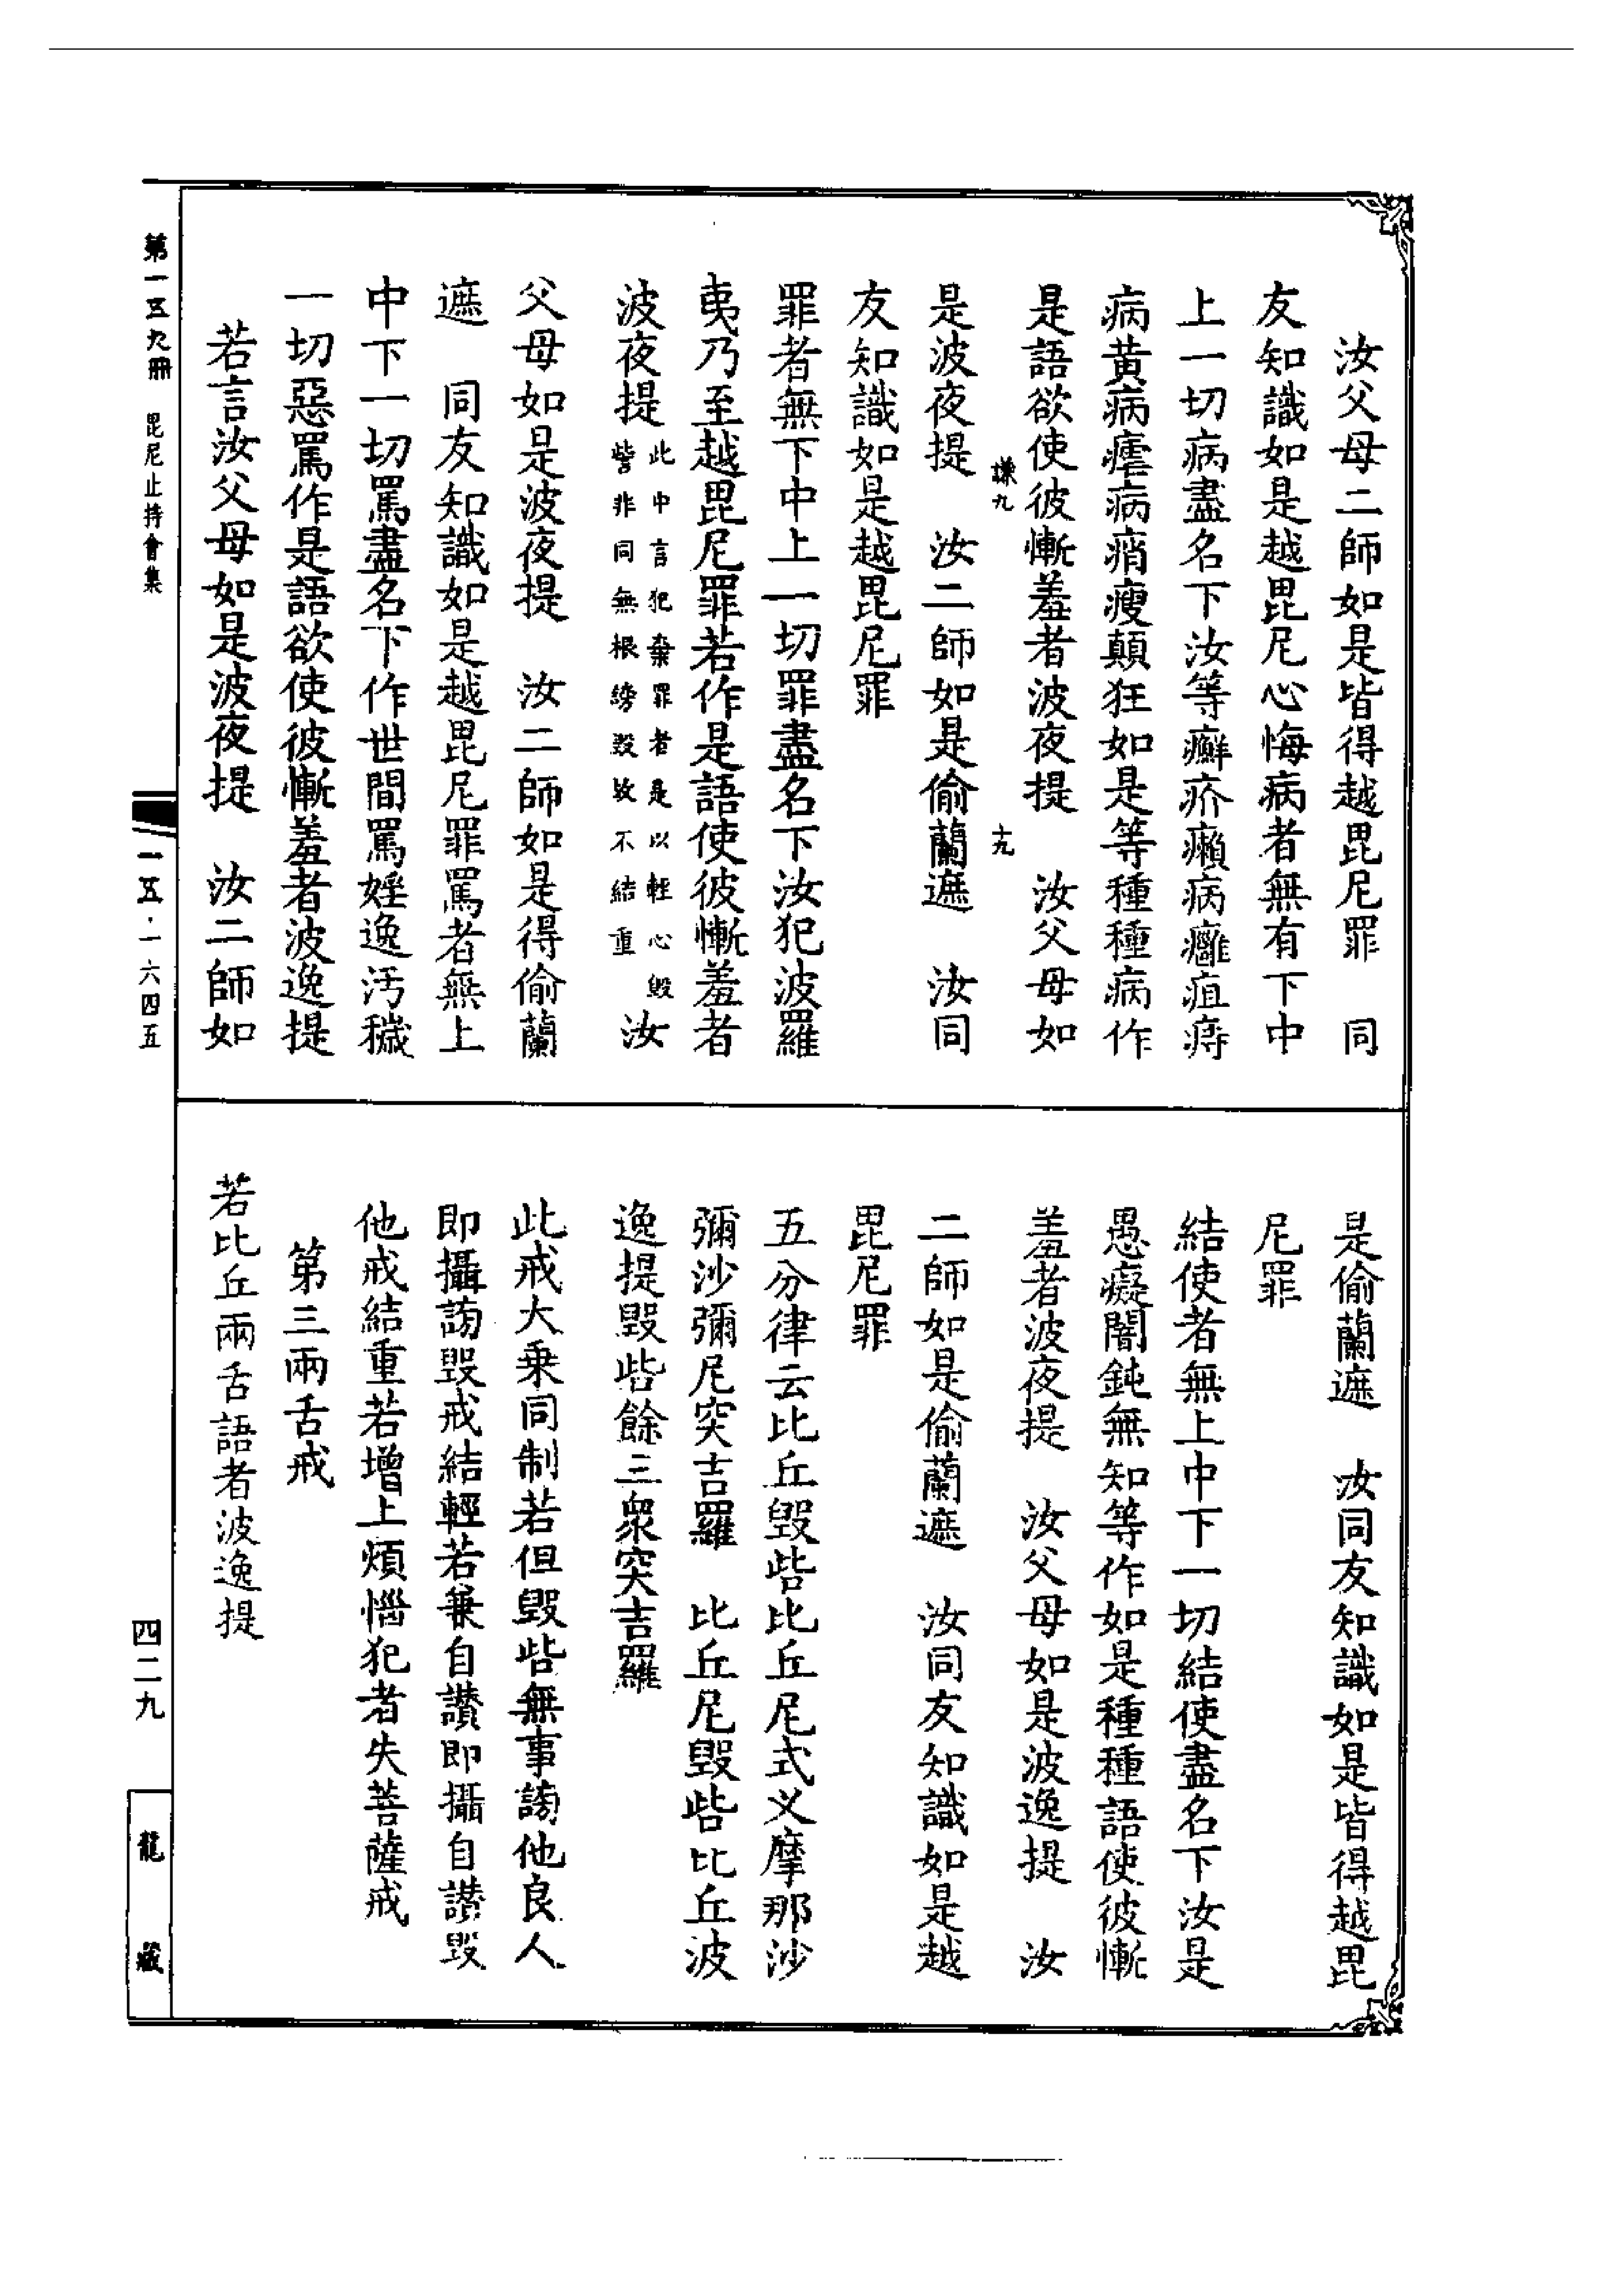 汝父母二師如是皆得越毘尼罪　同
友知識如是越毘尼心悔病者無有下中
上一切病盡名下汝等癬疥癩病癰疽痔
病黃病瘧病痟瘦顛狂如是等種種病作
是語欲使彼慚羞者波夜提　汝父母如
謙九　十九
是波夜提　汝二師如是偷蘭遮　汝同
友知識如是越毘尼罪
罪者無下中上一切罪盡名下汝犯波羅
夷乃至越毘尼罪若作是語使彼慚羞者
波夜提此中言犯棄罪者是以輕心毀呰非同無根謗毀故不結重　汝
父母如是波夜提　汝二師如是得偷蘭
遮　同友知識如是越毘尼罪罵者無上
中下一切罵盡名下作世間罵婬逸汚穢
一切惡罵作是語欲使彼慚羞者波逸提
若言汝父母如是波夜提　汝二師如
是偷蘭遮　汝同友知識如是皆得越毘
尼罪
結使者無上中下一切結使盡名下汝是
愚癡闇鈍無知等作如是種種語使彼慚
羞者波夜提　汝父母如是波逸提　汝
二師如是偷蘭遮　汝同友知識如是越
毘尼罪
五分律云比丘毀呰比丘尼式叉摩那沙
彌沙彌尼突吉羅　比丘尼毀呰比丘波
逸提毀呰餘三衆突吉羅
此戒大乘同制若但毀呰無事謗他良人
即攝謗毀戒結輕若兼自讚即攝自讚毀
他戒結重若增上煩惱犯者失菩薩戒
第三兩舌戒
若比丘兩舌語者波逸提
第一五九冊　毘尼止持會集
一五·一六四五
四二九
龍藏